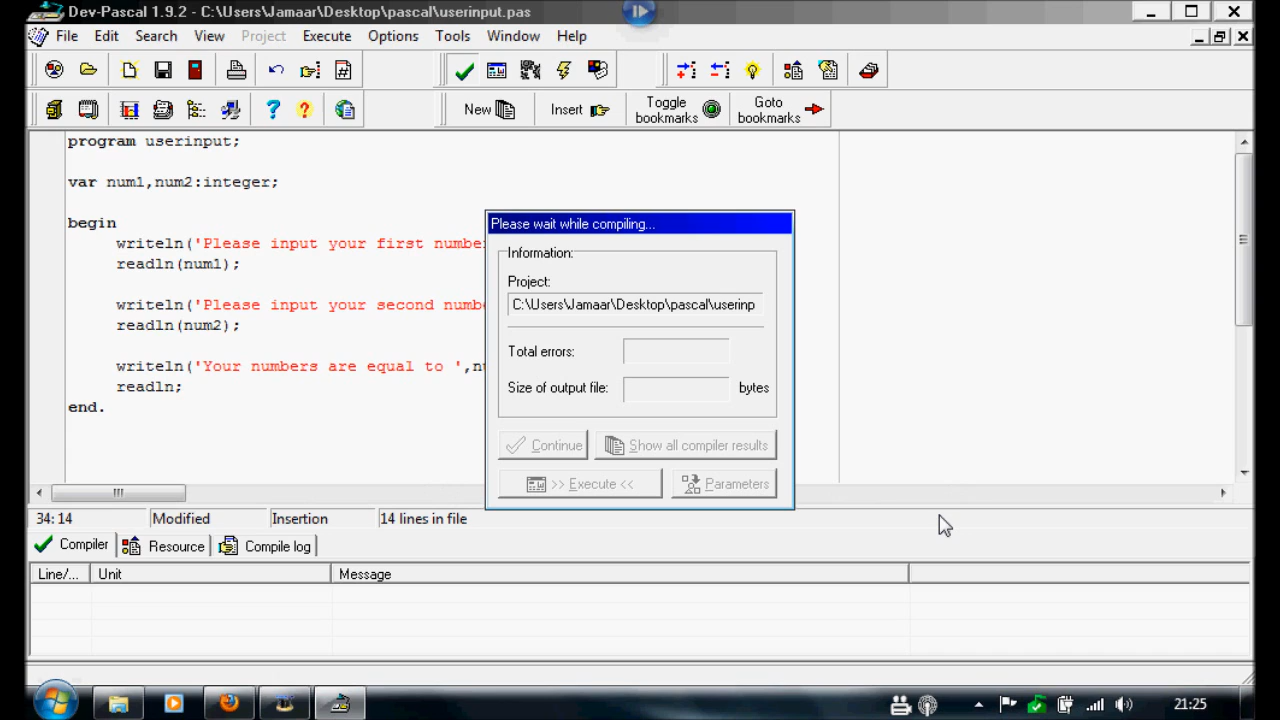 Dev-Pascal 1.9.2 - C:\Users\Jamaar\Desktop\pascal\userinput.pas
File Edit Search View Project Execute Options Tools Window Help
New Insert Toggle bookmarks Goto bookmarks
program userinput;
var num1,num2:integer;
begin
writeln('Please input your first number
readln(num1);
writeln('Please input your second numb
readln(num2);
writeln('Your numbers are equal to ',n
readln;
end.
Please wait while compiling...
Information:
Project:
C:\Users\Jamaar\Desktop\pascal\userinp
Total errors:
Size of output file: bytes
Continue Show all compiler results
>> Execute << Parameters
34:14 Modified Insertion 14 lines in file
Compiler Resource Compile log
Line/... Unit Message
21:25